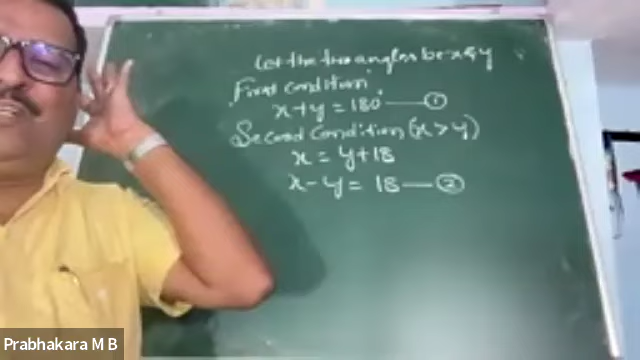 Let the two angles be x & y
First condition
x+y = 180 — ①
Second Condition (x > y)
x = y+18
x-y = 18 — ②
Prabhakara M B